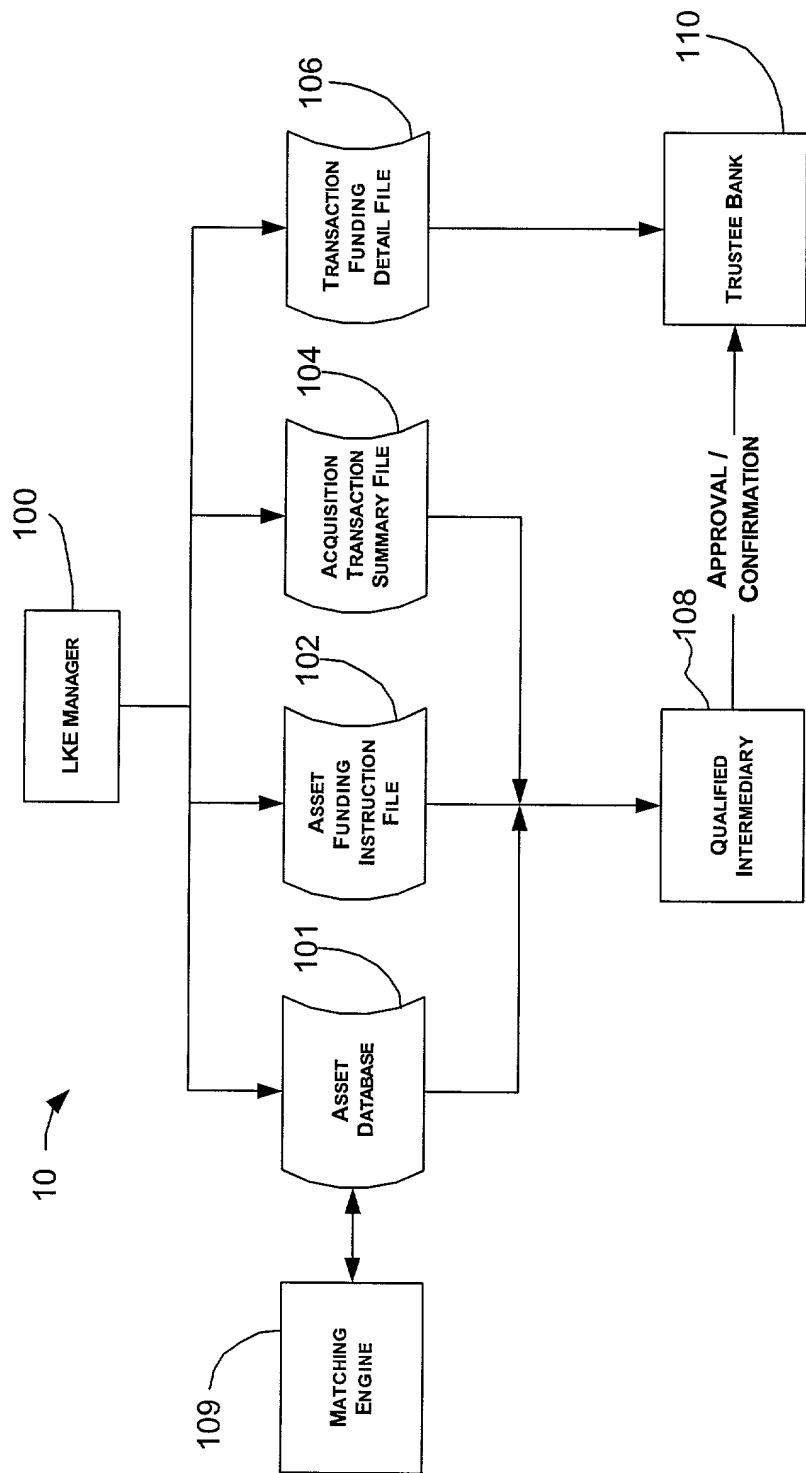 10
100
LKE MANAGER
109
MATCHING
ENGINE
101
ASSET
DATABASE
102
ASSET
FUNDING
INSTRUCTION
FILE
104
ACQUISITION
TRANSACTION
SUMMARY FILE
106
TRANSACTION
FUNDING
DETAIL FILE
108
QUALIFIED
INTERMEDIARY
APPROVAL /
CONFIRMATION
110
TRUSTEE BANK